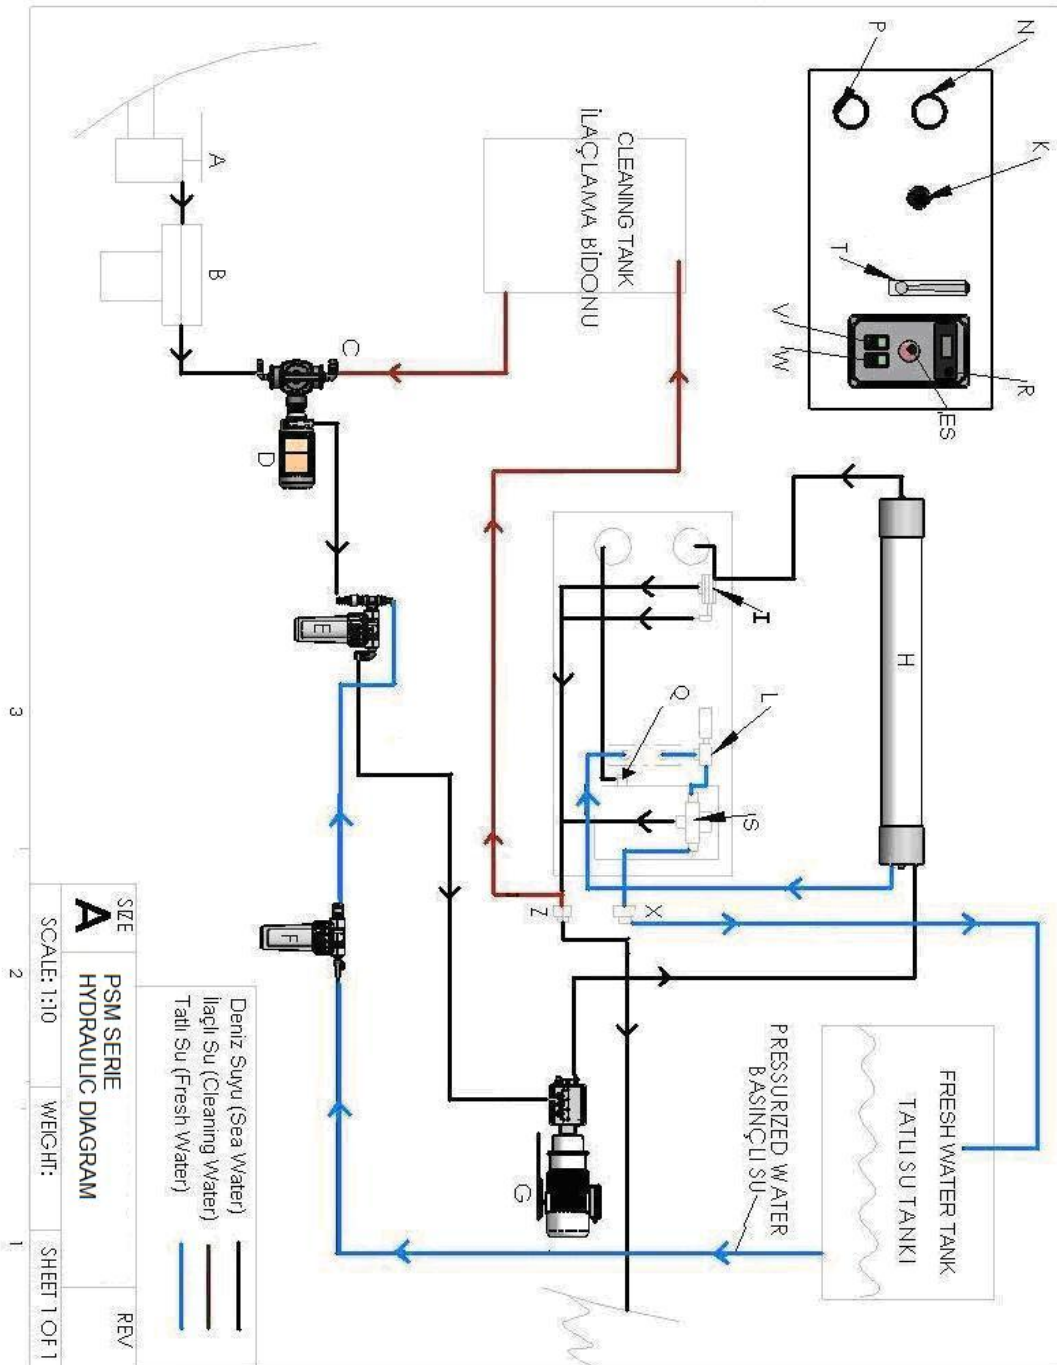 P
N
K
T
V
W
R
ES
CLEANING TANK
İLAÇLAMA BİDONU
A
B
C
D
E
F
G
H
I
L
Q
S
X
Z
FRESH WATER TANK
TATLI SU TANKI
PRESSURIZED WATER
BASINÇLI SU
Deniz Suyu (Sea Water)
İlaçlı Su (Cleaning Water)
Tatlı Su (Fresh Water)
SIZE
A
PSM SERIE
HYDRAULIC DIAGRAM
REV
SCALE: 1:10
WEIGHT:
SHEET 1 OF 1
3
2
1